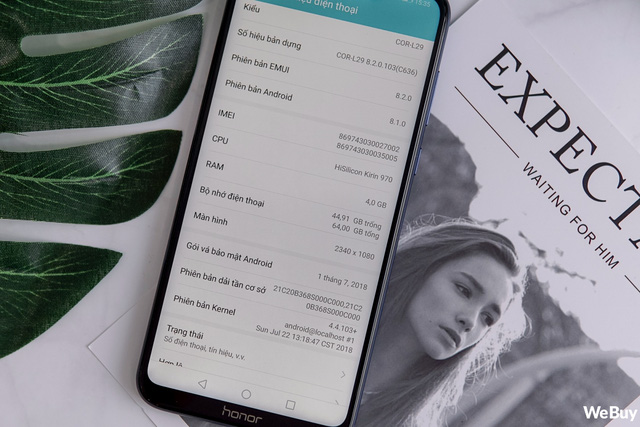 điện thoại
Kiểu
COR-L29
Số hiệu bản dựng
COR-L29 8.2.0.103(C636)
Phiên bản EMUI
8.2.0
Phiên bản Android
8.1.0
IMEI
869743030027002
869743030035005
CPU
HiSilicon Kirin 970
RAM
4,0 GB
Bộ nhớ điện thoại
44,91 GB trống
64,00 GB tổng
Màn hình
2340 x 1080
Gói vá bảo mật Android
1 tháng 7, 2018
Phiên bản dải tần cơ sở
21C20B368S000C000,21C2
0B368S000C000
Phiên bản Kernel
4.4.103+
android@localhost #1
Sun Jul 22 13:18:47 CST 2018
Trạng thái
Số điện thoại, tín hiệu, v.v.
honor
EXPECT
WAITING FOR HIM
WeBuy